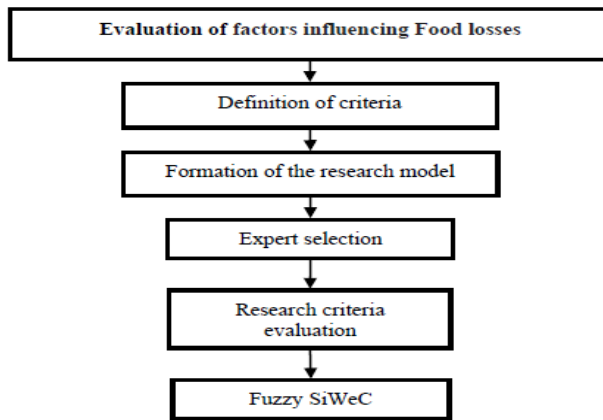 Evaluation of factors influencing Food losses
Definition of criteria
Formation of the research model
Expert selection
Research criteria
evaluation
Fuzzy SiWeC